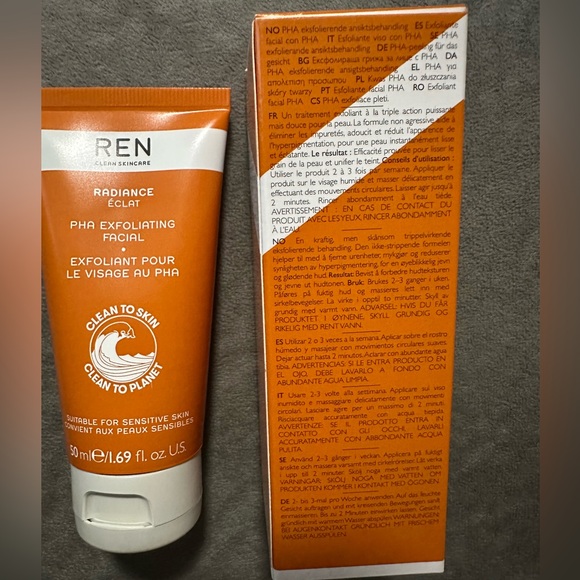 REN
CLEAN SKINCARE
RADIANCE
ÉCLAT
PHA EXFOLIATING
FACIAL
•
EXFOLIANT POUR
LE VISAGE AU PHA
CLEAN TO SKIN
CLEAN TO PLANET
SUITABLE FOR SENSITIVE SKIN
CONVIENT AUX PEAUX SENSIBLES
50 ml e/1.69 fl. oz. U.S.
NO PHA eksfolierende ansiktsbehandling ES Exfoliante
facial con PHA IT Esfoliante viso con PHA SE PHA
exfolierande ansiktsbehandling DE PHA-peeling für das
gesicht BG Ексфолираща грижа за лице с PHA DA
PHA eksfolierende ansigtsbehandling EL PHA για
απολέπιση προσώπου PL Kwas PHA do złuszczania
skóry twarzy PT Esfoliante facial PHA RO Exfoliant
facial PHA CS PHA exfoliace pleti.
FR Un traitement exfoliant à la triple action puissante
mais douce pour la peau. La formule non agressive aide à
éliminer les impuretés, adoucit et réduit l'apparence de
l'hyperpigmentation, pour une peau instantanément lisse
et éclatante. Le résultat : Efficacité prouvée pour lisser le
grain de la peau et unifier le teint Conseils d'utilisation :
Utiliser le produit 2 à 3 fois par semaine. Appliquer le
produit sur le visage humide et masser délicatement en
effectuant des mouvements circulaires. Laisser agir jusqu'à
2 minutes. Rincer abondamment à l'eau tiède.
AVERTISSEMENT : EN CAS DE CONTACT DU
PRODUIT AVEC LES YEUX, RINCER ABONDAMMENT
À L'EAU.
NO En kraftig, men skånsom trippelvirkende
eksfolierende behandling. Den ikke-strippende formelen
hjelper til med å fjerne urenheter, mykgjør og reduserer
synligheten av hyperpigmentering, for en øyeblikkelig jevn
og glødende hud. Resultat: Bevist å forbedre hudteksturen
og jevne ut hudtonen. Bruk: Brukes 2–3 ganger i uken.
Påføres på fuktig hud og masseres lett inn med
sirkelbevegelser. La virke i opptil to minutter. Skyll av
grundig med varmt vann. ADVARSEL: HVIS DU FÅR
PRODUKTET I ØYNENE, SKYLL GRUNDIG OG
RIKELIG MED RENT VANN.
ES Utilizar 2 o 3 veces a la semana. Aplicar sobre el rostro
húmedo y masajear con movimientos circulares suaves.
Dejar actuar hasta 2 minutos. Aclarar con abundante agua
tibia. ADVERTENCIAS: SI LE ENTRA PRODUCTO EN
EL OJO, DEBE LAVARLO A FONDO CON
ABUNDANTE AGUA LIMPIA.
IT Usare 2–3 volte alla settimana. Applicare sul viso
inumidito e massaggiare delicatamente con movimenti
circolari. Lasciare agire per un massimo di 2 minuti.
Risciacquare accuratamente con acqua tiepida.
AVVERTENZE: SE IL PRODOTTO ENTRA IN
CONTATTO CON GLI OCCHI, LAVARLI
ACCURATAMENTE CON ABBONDANTE ACQUA
PULITA.
SE Använd 2–3 gånger i veckan. Applicera på fuktigt
ansikte och massera varsamt med cirkelrörelser. Låt verka
i upp till 2 minuter. Skölj noga med varmt vatten.
VARNINGAR: SKÖLJ NOGA MED VATTEN OM
PRODUKTEN KOMMER I KONTAKT MED ÖGONEN.
DE 2- bis 3-mal pro Woche anwenden. Auf das feuchte
Gesicht auftragen und mit kreisenden Bewegungen sanft
einmassieren. Bis zu 2 Minuten einwirken lassen. Gründlich
mit warmem Wasser abspülen. WARNUNGEN:
BEI AUGENKONTAKT GRÜNDLICH MIT FRISCHEM
WASSER AUSSPÜLEN.